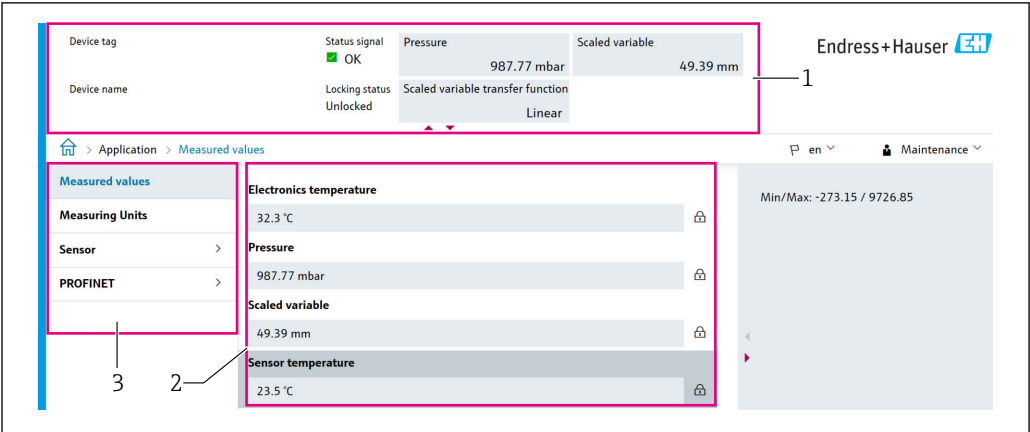 Device tag
Status signal
OK
Pressure
987.77 mbar
Scaled variable
49.39 mm
Endress+Hauser EH
1
Device name
Locking status
Unlocked
Scaled variable transfer function
Linear
> Application > Measured values
en
Maintenance
Measured values
Measuring Units
Sensor >
PROFINET >
3
2
Electronics temperature
32.3 °C
Pressure
987.77 mbar
Scaled variable
49.39 mm
Sensor temperature
23.5 °C
Min/Max: -273.15 / 9726.85